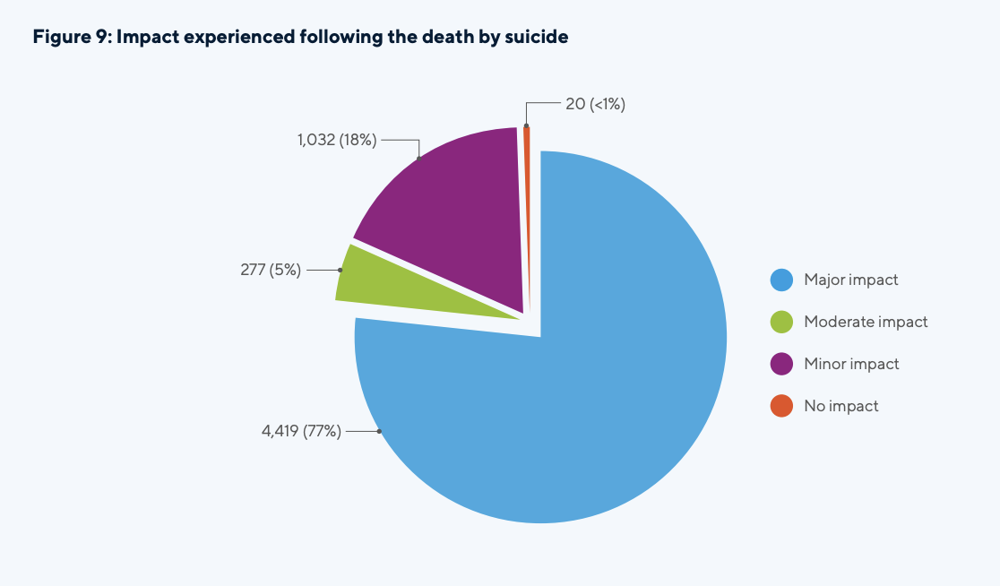 Figure 9: Impact experienced following the death by suicide
20 (<1%)
1,032 (18%)
277 (5%)
4,419 (77%)
Major impact
Moderate impact
Minor impact
No impact